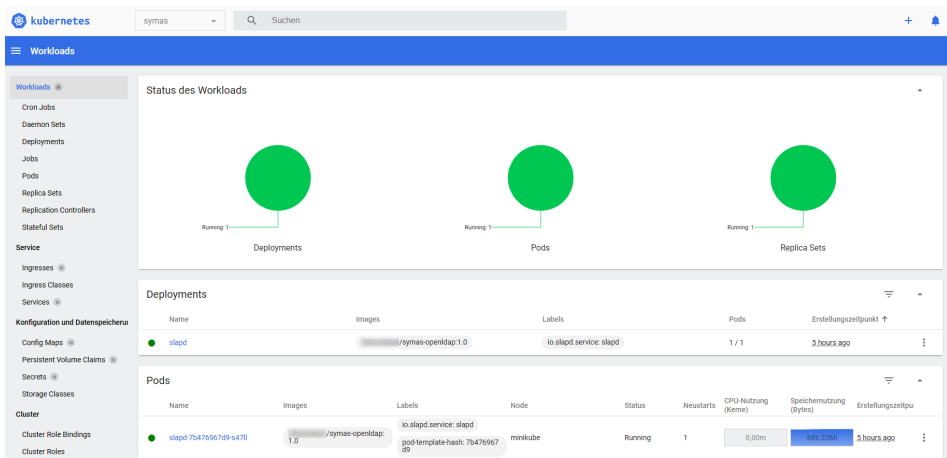 kubernetes
symas
Suchen
Workloads
Workloads N
Cron Jobs
Daemon Sets
Deployments
Jobs
Pods
Replica Sets
Replication Controllers
Stateful Sets
Service
Ingresses N
Ingress Classes
Services N
Konfiguration und Datenspeicherun
Config Maps N
Persistent Volume Claims N
Secrets N
Storage Classes
Cluster
Cluster Role Bindings
Cluster Roles
Status des Workloads
Running: 1
Deployments
Running: 1
Pods
Running: 1
Replica Sets
Deployments
Name Images Labels Pods Erstellungszeitpunkt
slapd /symas-openldap:1.0 io.slapd.service: slapd 1 / 1 5 hours ago
Pods
Name Images Labels Node Status Neustarts CPU-Nutzung (Kerne) Speichernutzung (Bytes) Erstellungszeitpu
slapd-7b476967d9-s47ll /symas-openldap:
1.0
io.slapd.service: slapd
pod-template-hash: 7b476967
d9
minikube Running 1 0,00m 686,22Mi 5 hours ago